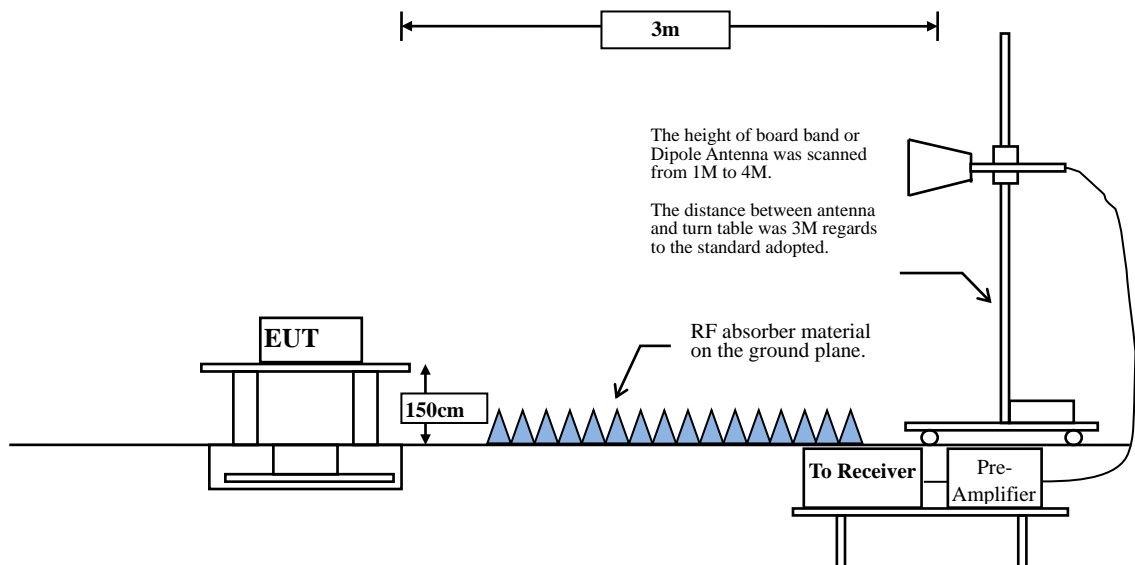 3m
The height of board band or
Dipole Antenna was scanned
from 1M to 4M.
The distance between antenna
and turn table was 3M regards
to the standard adopted.
EUT
RF absorber material
on the ground plane.
150cm
To Receiver
Pre-
Amplifier